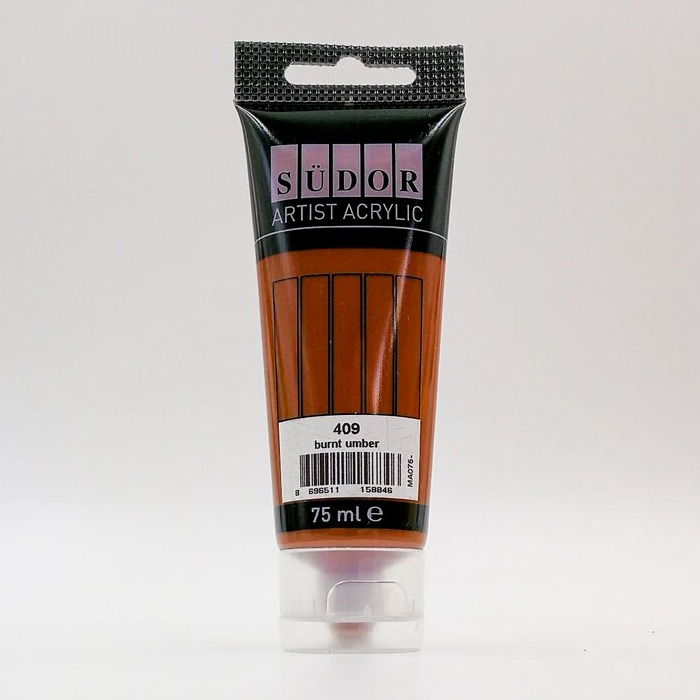 SÜDOR
ARTIST ACRYLIC
409
burnt umber
MA076-
8 696511 158846
75 ml ℮